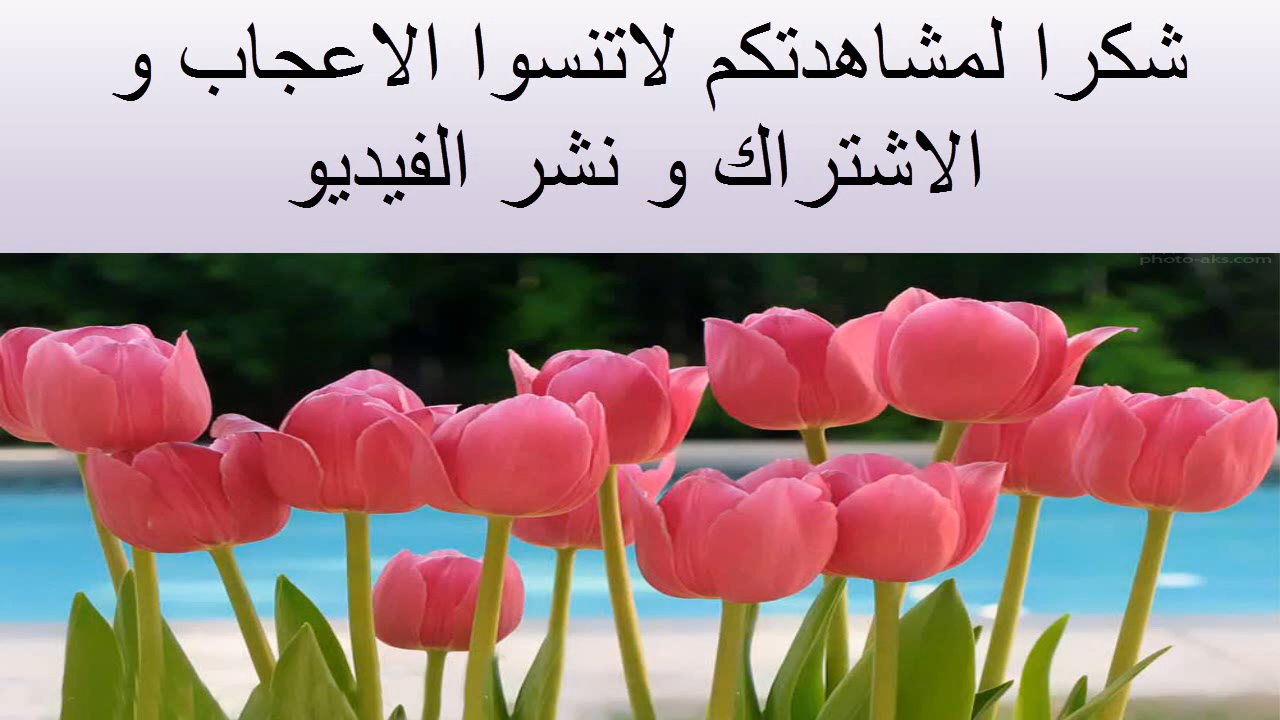 شكرا لمشاهدتكم لاتنسوا الاعجاب و
الاشتراك و نشر الفيديو
photo-aks.com